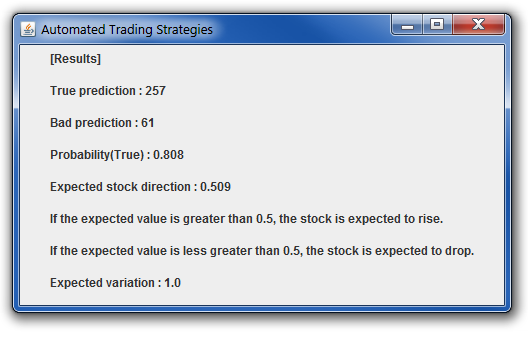 Automated Trading Strategies
[Results]
True prediction : 257
Bad prediction : 61
Probability(True) : 0.808
Expected stock direction : 0.509
If the expected value is greater than 0.5, the stock is expected to rise.
If the expected value is less greater than 0.5, the stock is expected to drop.
Expected variation : 1.0